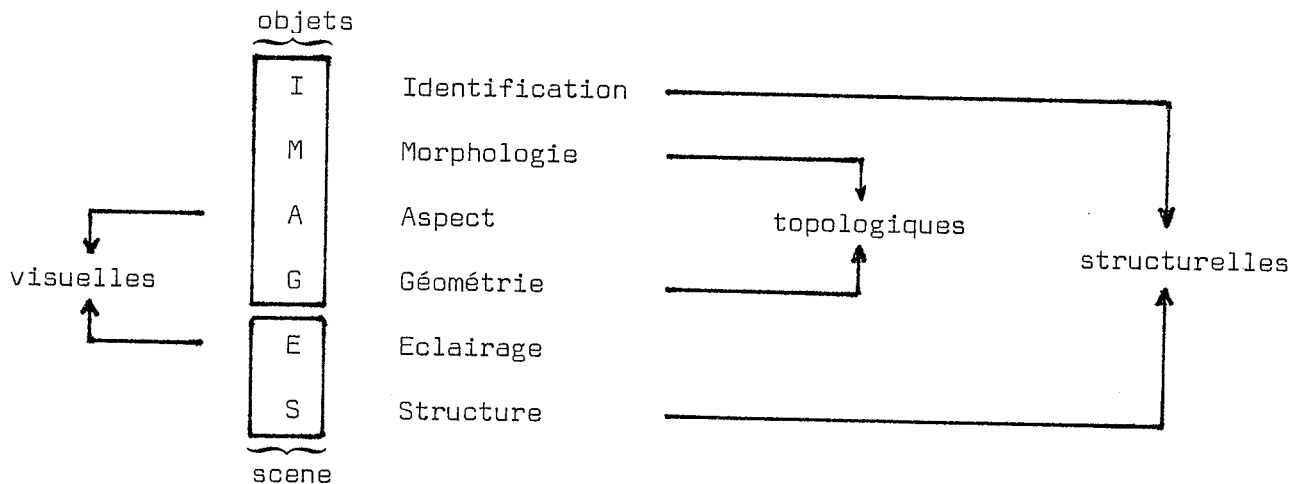 objets
I Identification
M Morphologie
A Aspect
topologiques
structurelles
visuelles
G Géométrie
E Eclairage
S Structure
scene